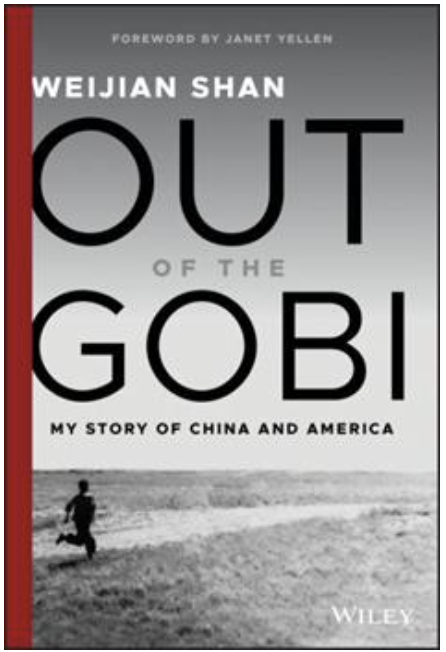 FOREWORD BY JANET YELLEN
WEIJIAN SHAN
OUT
OF THE
GOBI
MY STORY OF CHINA AND AMERICA
WILEY